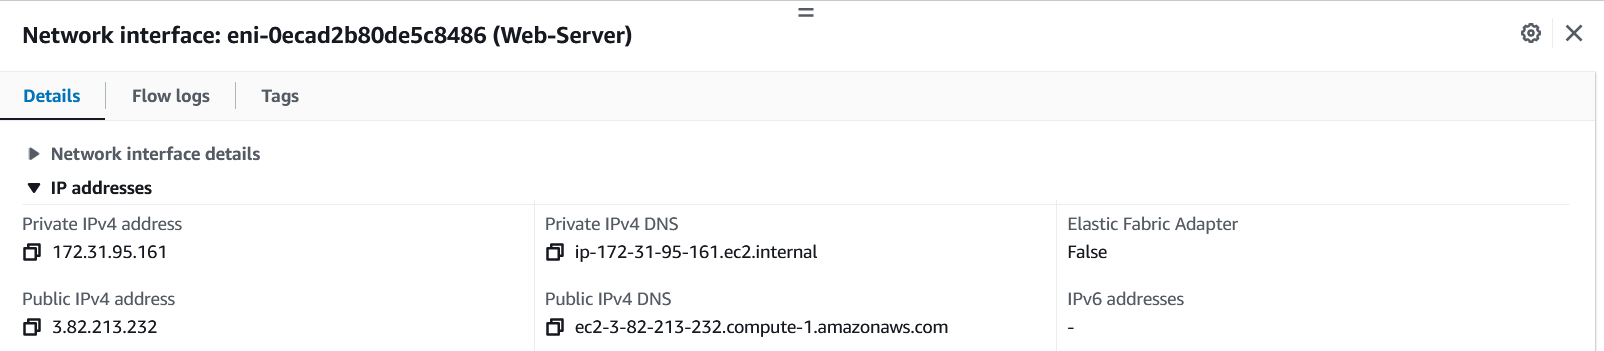 Network interface: eni-0ecad2b80de5c8486 (Web-Server)
Details Flow logs Tags
Network interface details
IP addresses
Private IPv4 address Private IPv4 DNS Elastic Fabric Adapter
172.31.95.161 ip-172-31-95-161.ec2.internal False
Public IPv4 address Public IPv4 DNS IPv6 addresses
3.82.213.232 ec2-3-82-213-232.compute-1.amazonaws.com -